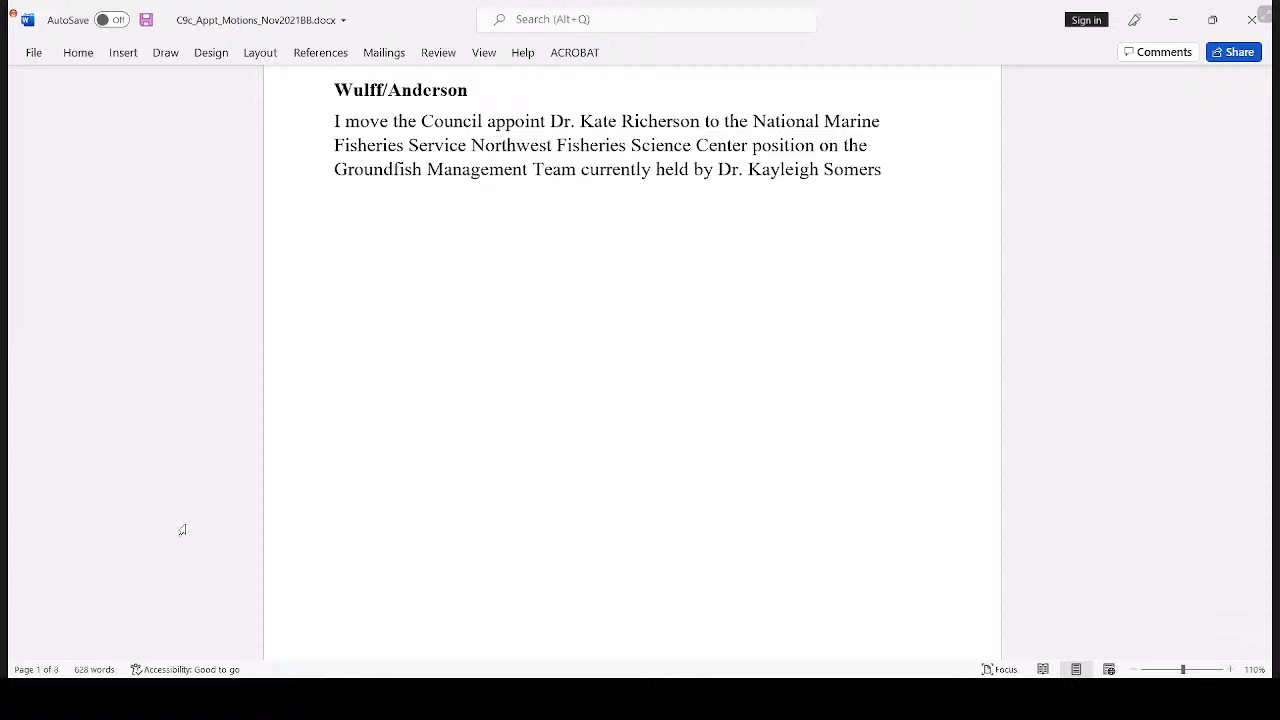 AutoSave Off C9c_Appt_Motions_Nov2021BB.docx Search (Alt+Q) Sign in
File Home Insert Draw Design Layout References Mailings Review View Help ACROBAT Comments Share
Wulff/Anderson
I move the Council appoint Dr. Kate Richerson to the National Marine
Fisheries Service Northwest Fisheries Science Center position on the
Groundfish Management Team currently held by Dr. Kayleigh Somers
Page 1 of 8 628 words Accessibility: Good to go Focus 110%